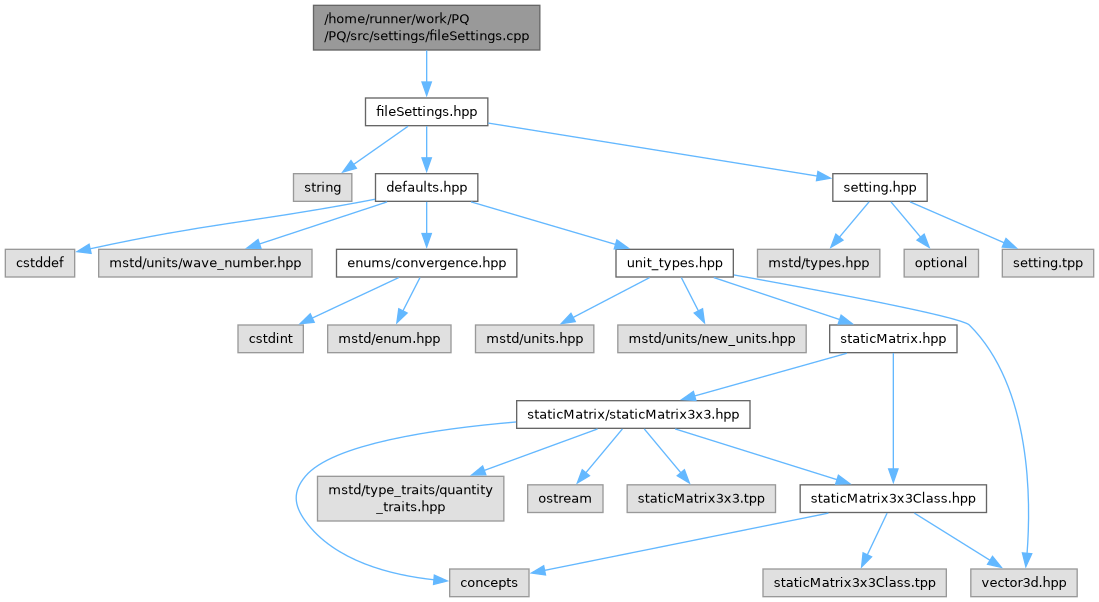 /home/runner/work/PQ
/PQ/src/settings/fileSettings.cpp
fileSettings.hpp
string
defaults.hpp
setting.hpp
cstddef
mstd/units/wave_number.hpp
enums/convergence.hpp
unit_types.hpp
mstd/types.hpp
optional
setting.tpp
cstdint
mstd/enum.hpp
mstd/units.hpp
mstd/units/new_units.hpp
staticMatrix.hpp
staticMatrix/staticMatrix3x3.hpp
mstd/type_traits/quantity
_traits.hpp
ostream
staticMatrix3x3.tpp
staticMatrix3x3Class.hpp
concepts
staticMatrix3x3Class.tpp
vector3d.hpp